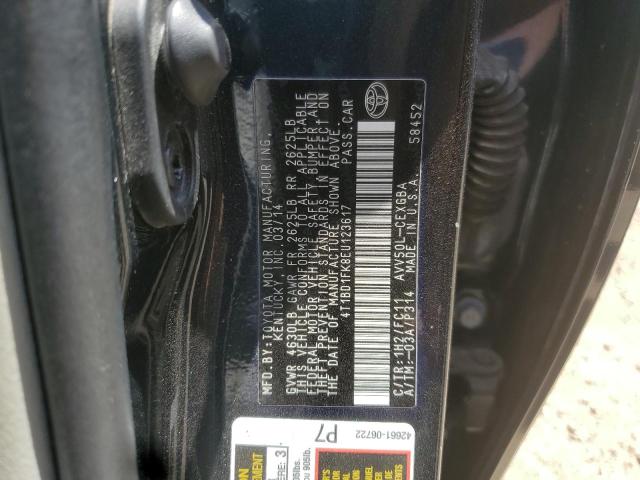 MFD.BY:TOYOTA MOTOR MANUFACTURING,
KENTUCKY INC. 03/14
GVWR 4630LB GAWR FR 2625LB RR 2625LB
THIS VEHICLE CONFORMS TO ALL APPLICABLE
FEDERAL MOTOR VEHICLE SAFETY, BUMPER, AND
THEFT PREVENTION STANDARDS IN EFFECT ON
THE DATE OF MANUFACTURE SHOWN ABOVE.
4T1BD1FK8EU123617 PASS.CAR
C/TR:1H2/FC11 AVV50L-CEXGBA
A/TM:-03A/P314 MADE IN U.S.A.
58452
P7
42661-06722